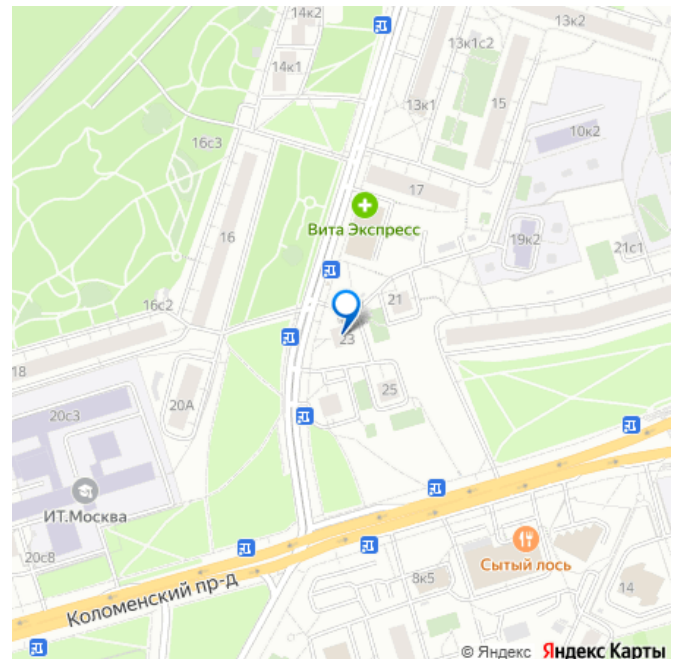 14к2
13к2
13к1с2
14к1
13к1
15
16с3
10к2
17
Вита Экспресс
16
19к2
21с1
21
16с2
23
18
25
20А
20с3
ИТ.Москва
20с8
Сытый лось
8к5
14
Коломенский пр-д
© Яндекс Яндекс Карты